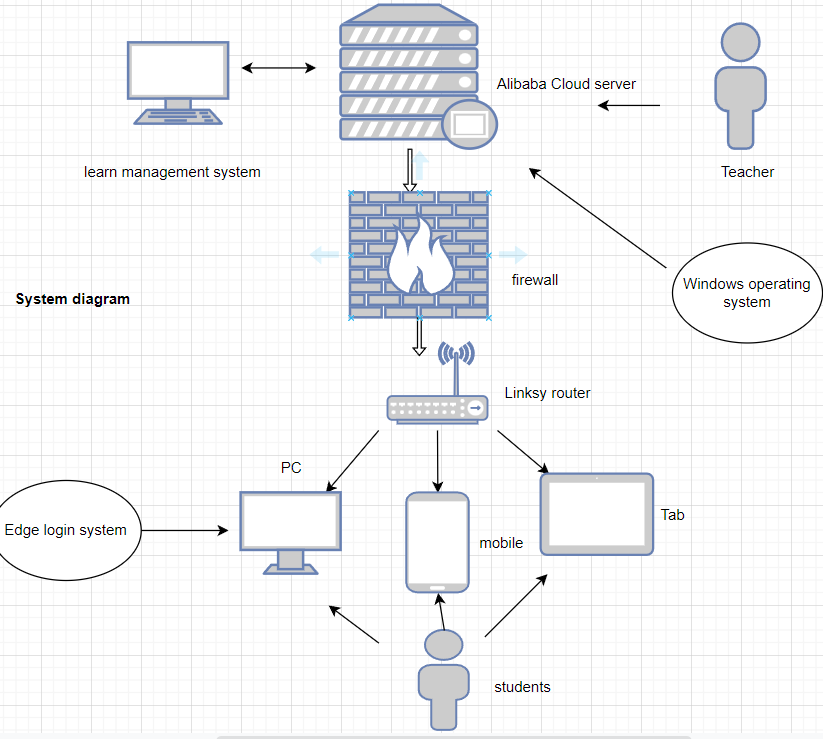 Alibaba Cloud server
learn management system
Teacher
firewall
Windows operating
system
System diagram
Linksy router
PC
Edge login system
Tab
mobile
students